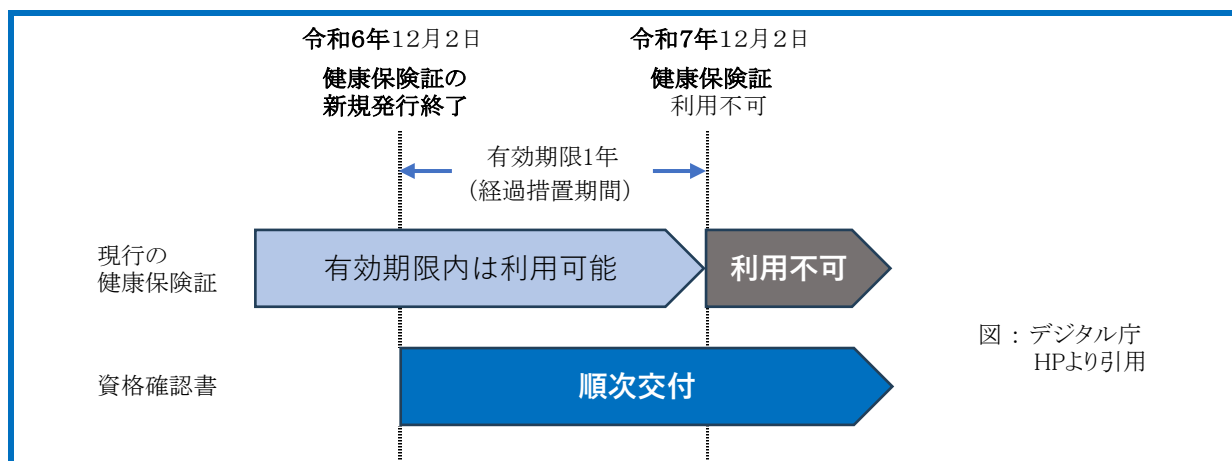 令和6年12月2日
健康保険証の
新規発行終了
令和7年12月2日
健康保険証
利用不可
有効期限1年
（経過措置期間）
現行の
健康保険証
有効期限内は利用可能
利用不可
資格確認書
順次交付
図：デジタル庁
HPより引用